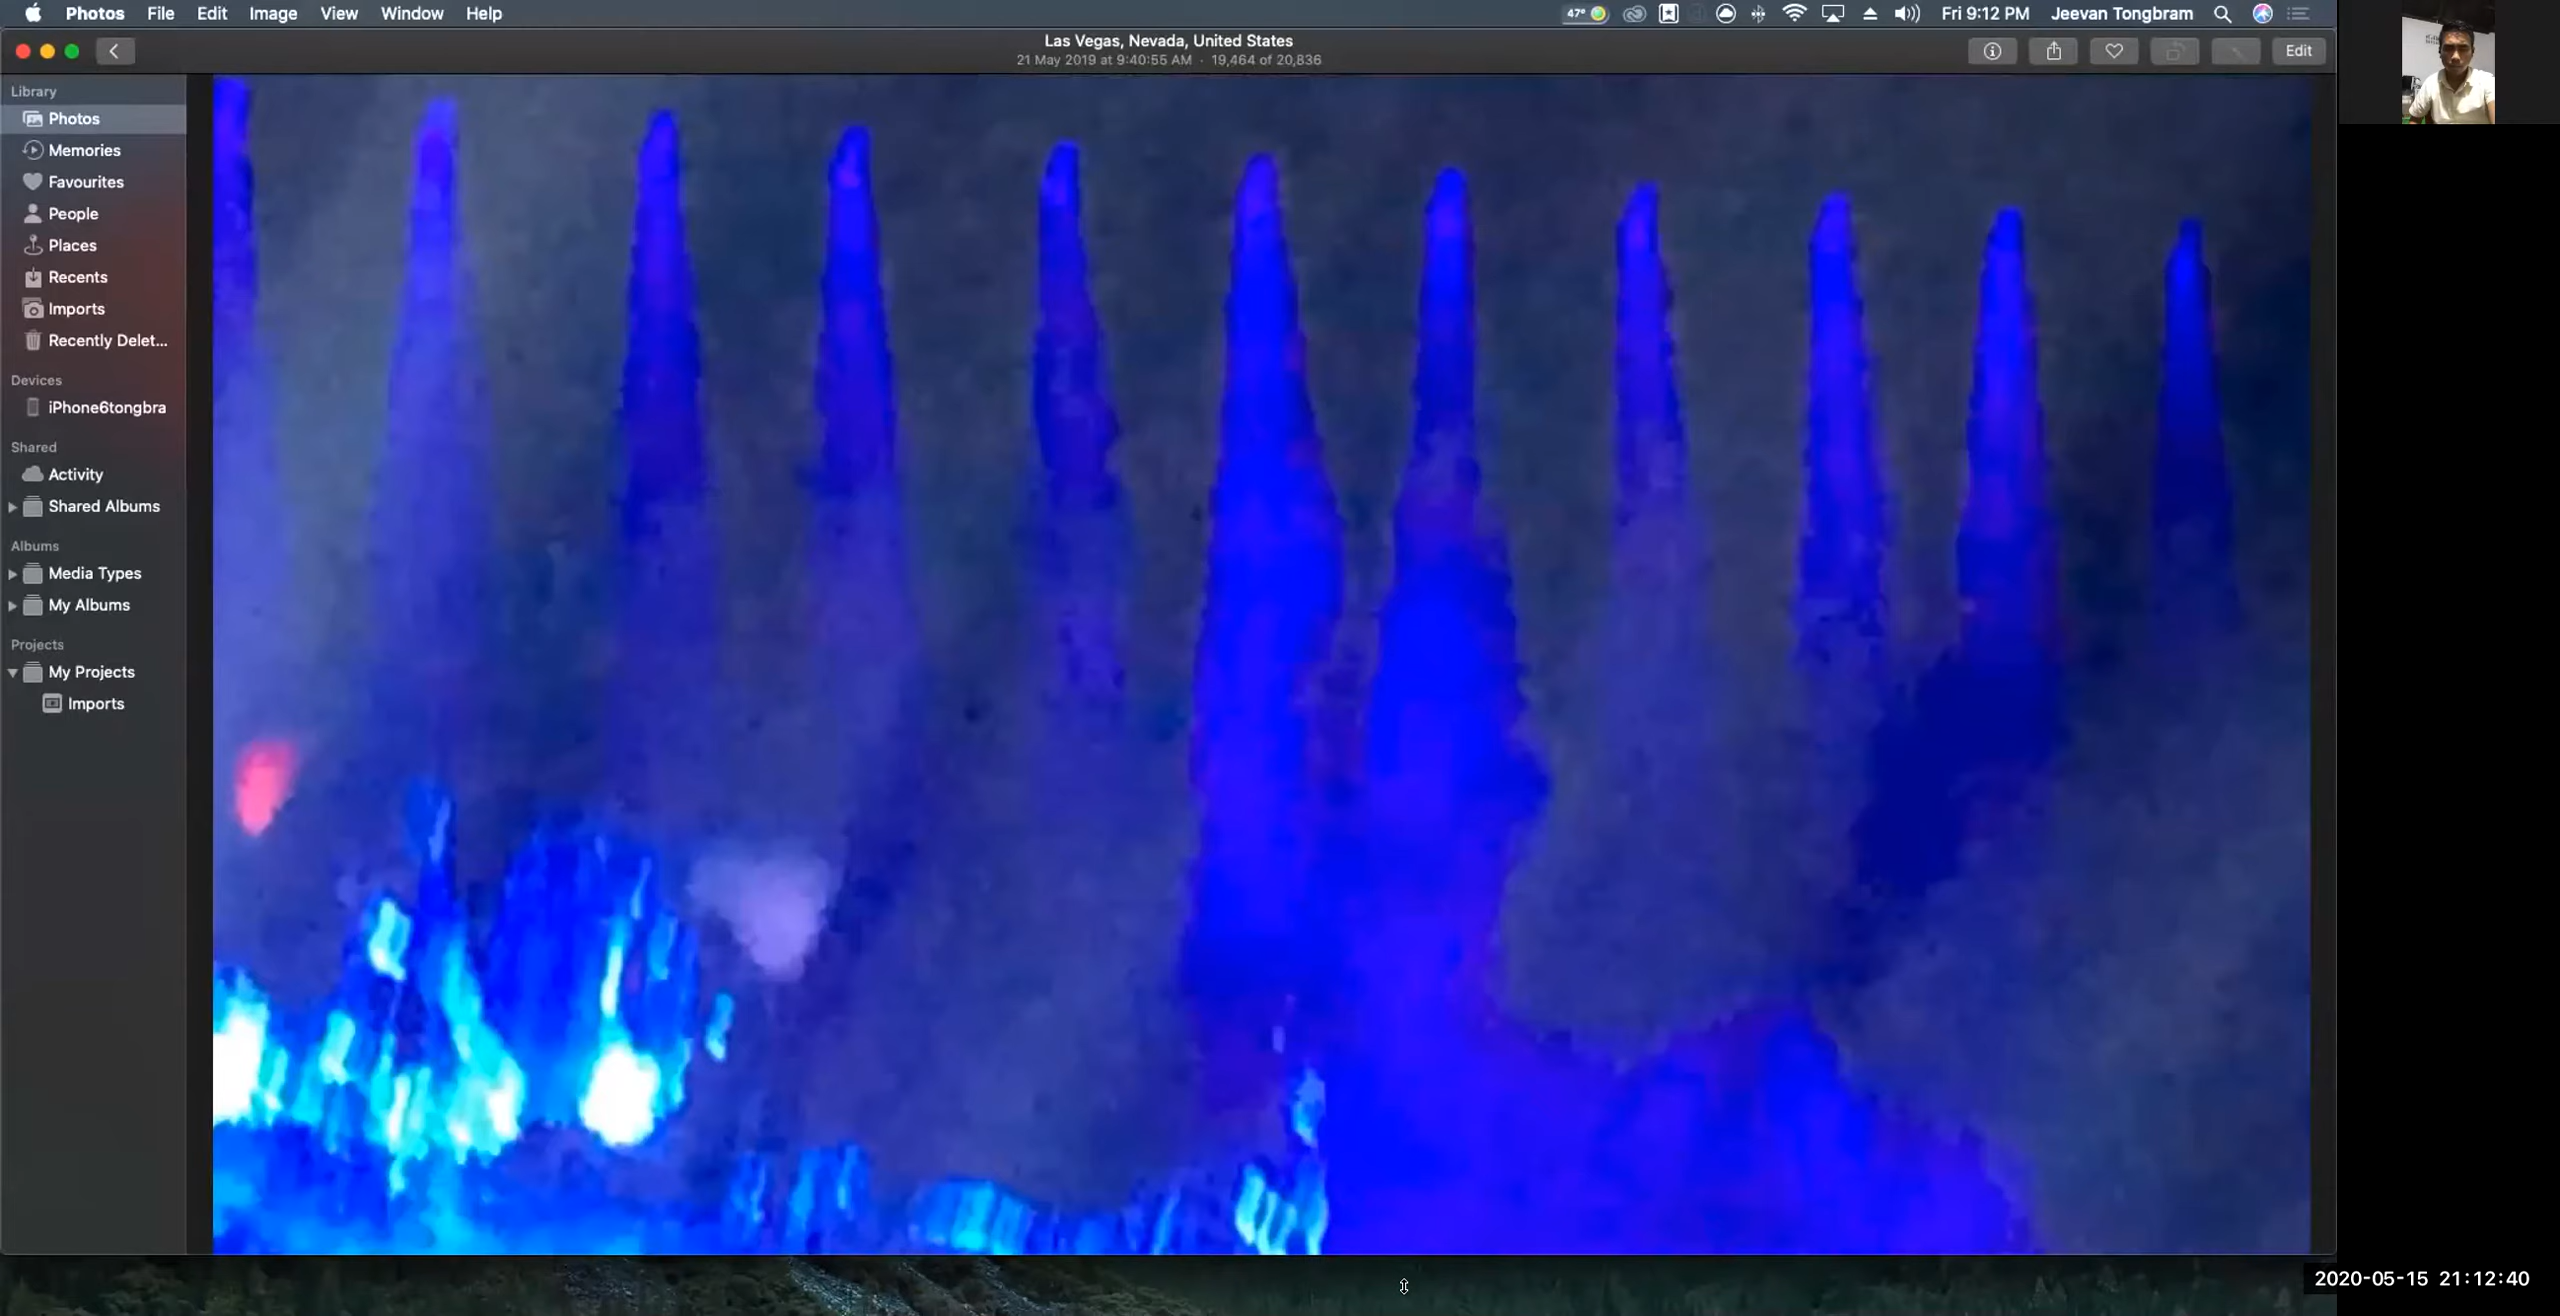 Photos File Edit Image View Window Help
47° Fri 9:12 PM Jeevan Tongbram
Las Vegas, Nevada, United States
21 May 2019 at 9:40:55 AM · 19,464 of 20,836
Edit
Library
Photos
Memories
Favourites
People
Places
Recents
Imports
Recently Delet...
Devices
iPhone6tongbra
Shared
Activity
Shared Albums
Albums
Media Types
My Albums
Projects
My Projects
Imports
2020-05-15 21:12:40